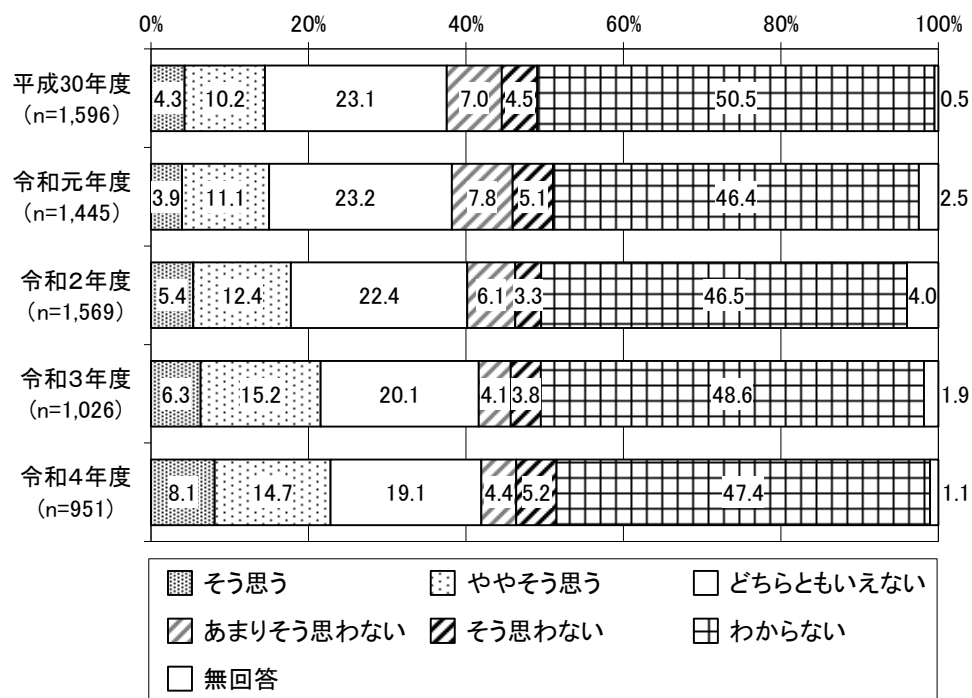 0% 20% 40% 60% 80% 100%
平成30年度
(n=1,596)
4.3 10.2 23.1 7.0 4.5 50.5 0.5
令和元年度
(n=1,445)
3.9 11.1 23.2 7.8 5.1 46.4 2.5
令和2年度
(n=1,569)
5.4 12.4 22.4 6.1 3.3 46.5 4.0
令和3年度
(n=1,026)
6.3 15.2 20.1 4.1 3.8 48.6 1.9
令和4年度
(n=951)
8.1 14.7 19.1 4.4 5.2 47.4 1.1
そう思う ややそう思う どちらともいえない
あまりそう思わない そう思わない わからない
無回答